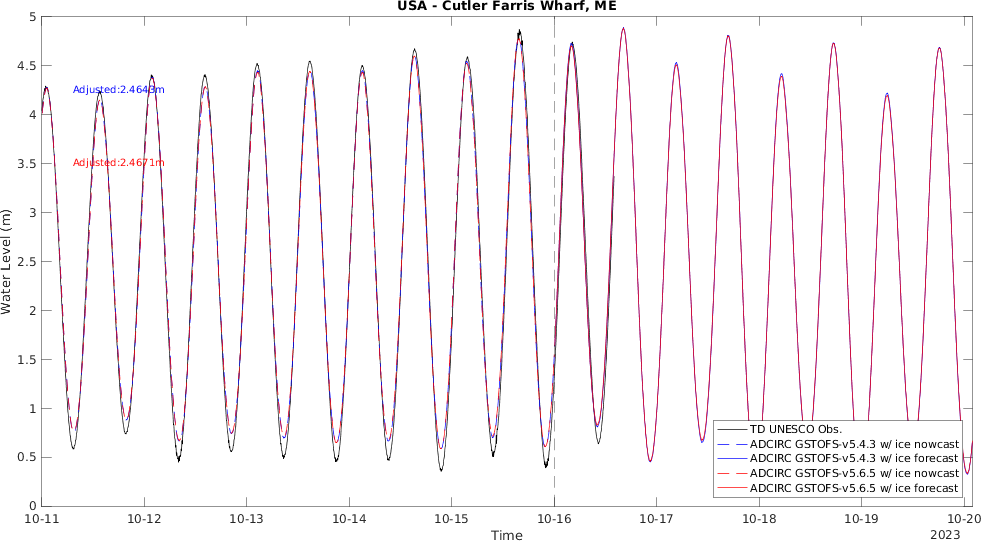 USA - Cutler Farris Wharf, ME
Water Level (m)
5
4.5
4
3.5
3
2.5
2
1.5
1
0.5
0
Adjusted:2.4643m
Adjusted:2.4671m
TD UNESCO Obs.
ADCIRC GSTOFS-v5.4.3 w/ ice nowcast
ADCIRC GSTOFS-v5.4.3 w/ ice forecast
ADCIRC GSTOFS-v5.6.5 w/ ice nowcast
ADCIRC GSTOFS-v5.6.5 w/ ice forecast
10-11 10-12 10-13 10-14 10-15 10-16 10-17 10-18 10-19 10-20
Time
2023